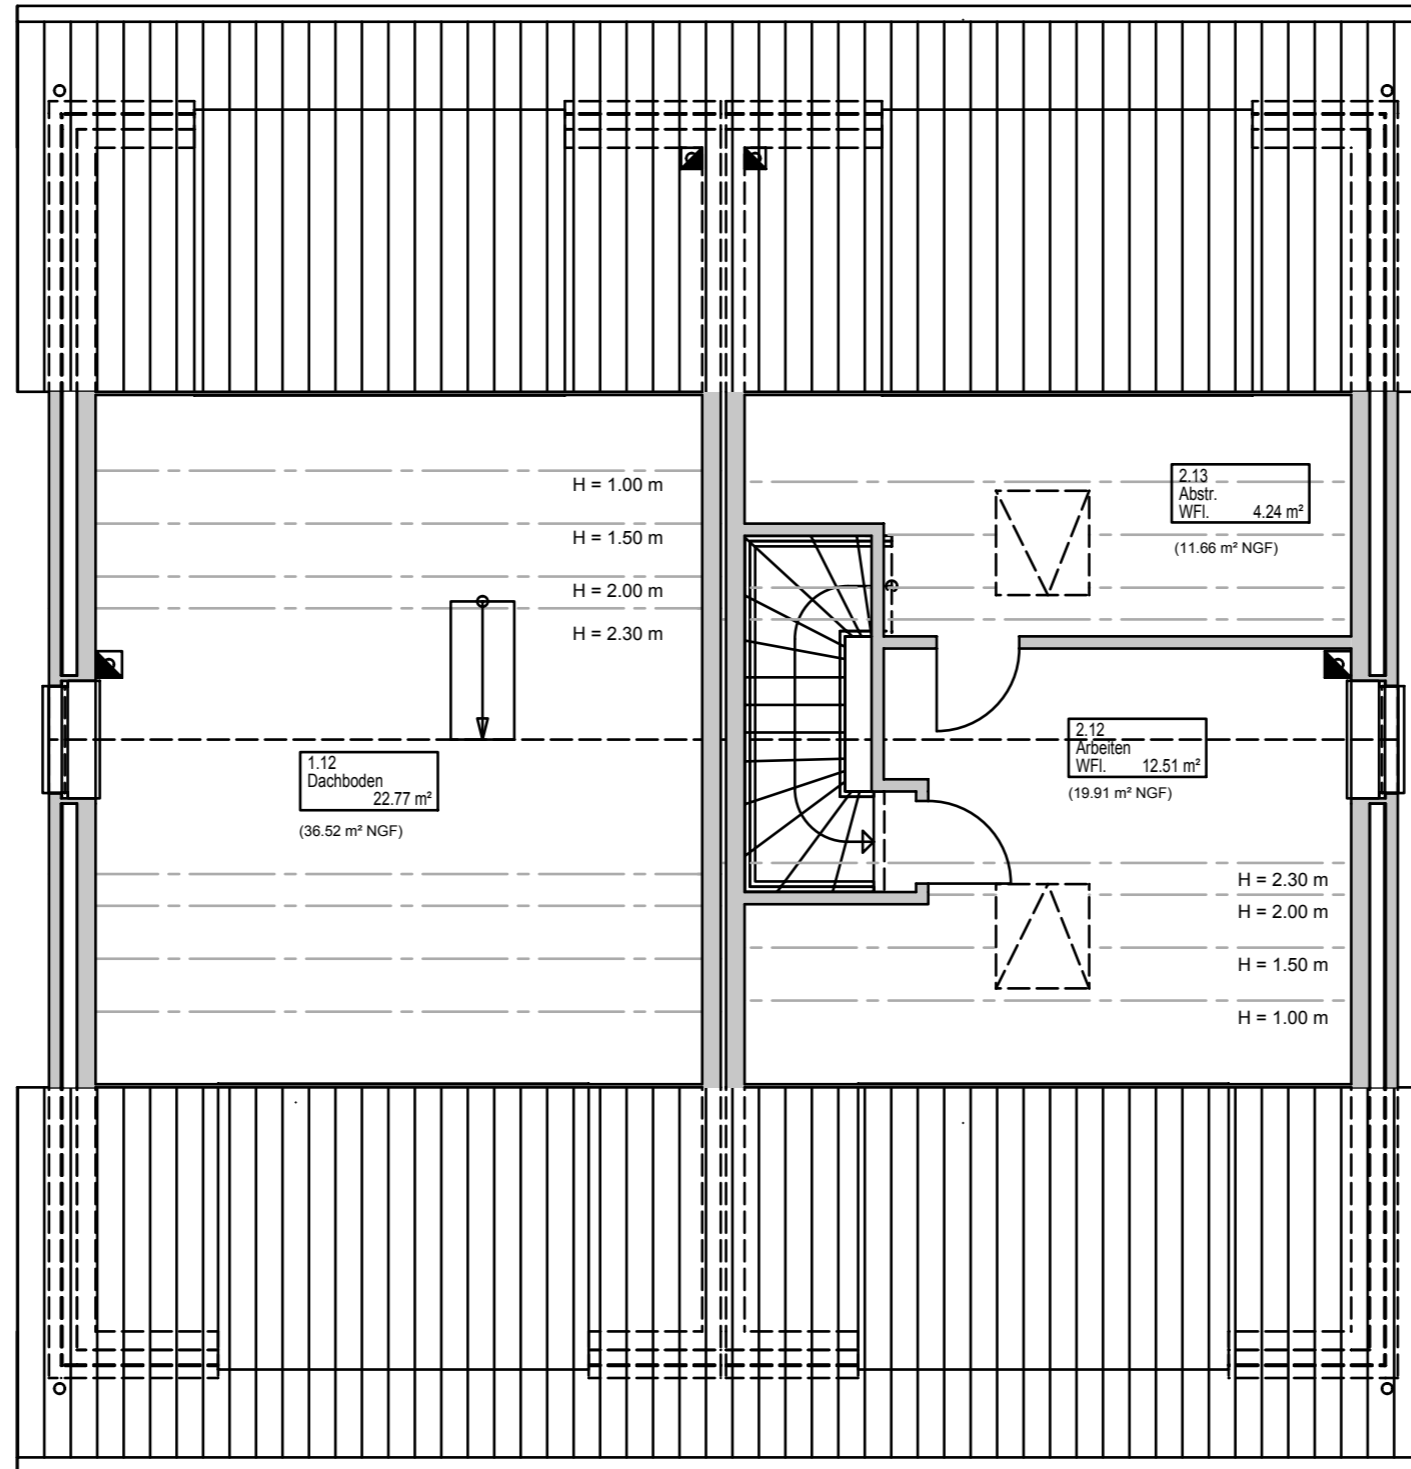 H = 1.00 m
H = 1.50 m
H = 2.00 m
H = 2.30 m
1.12
Dachboden
22.77 m²
(36.52 m² NGF)
2.13
Abstr.
WFl. 4.24 m²
(11.66 m² NGF)
2.12
Arbeiten
WFl. 12.51 m²
(19.91 m² NGF)
H = 2.30 m
H = 2.00 m
H = 1.50 m
H = 1.00 m